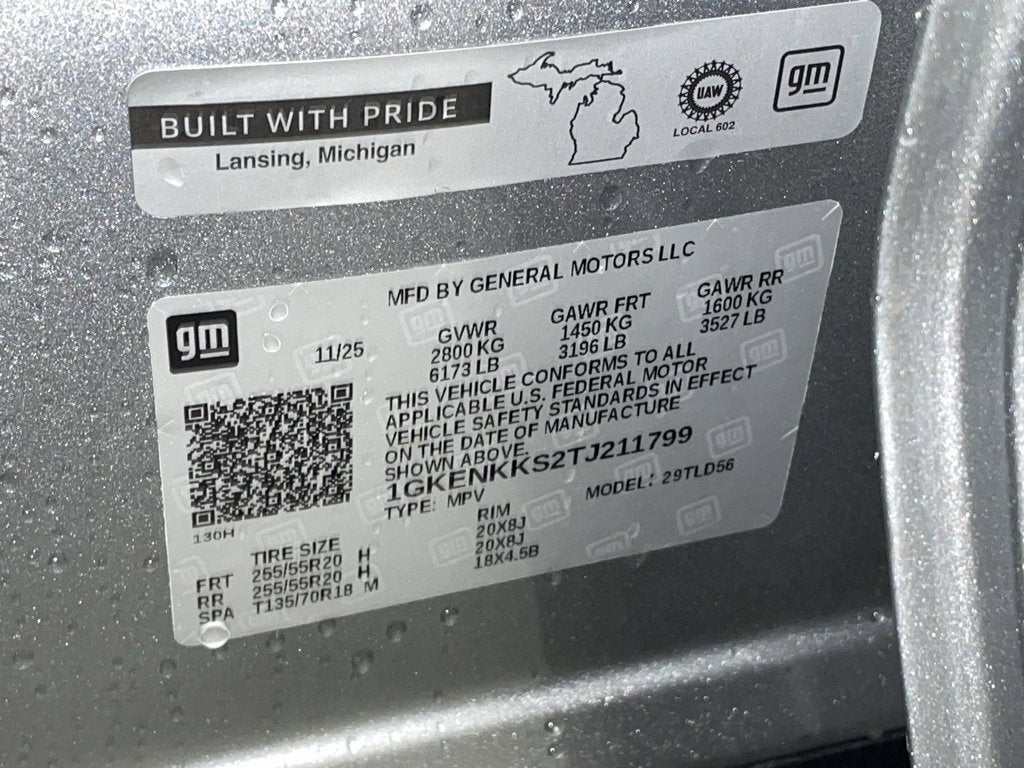 BUILT WITH PRIDE
Lansing, Michigan
UAW
LOCAL 602
gm
MFD BY GENERAL MOTORS LLC
gm
11/25
GVWR GAWR FRT GAWR RR
2800 KG 1450 KG 1600 KG
6173 LB 3196 LB 3527 LB
THIS VEHICLE CONFORMS TO ALL
APPLICABLE U.S. FEDERAL MOTOR
VEHICLE SAFETY STANDARDS IN EFFECT
ON THE DATE OF MANUFACTURE
SHOWN ABOVE.
1GKENKKS2TJ211799
TYPE: MPV MODEL: 29TLD56
130H
TIRE SIZE RIM
FRT 255/55R20 H 20X8J
RR 255/55R20 H 20X8J
SPA T135/70R18 M 18X4.5B